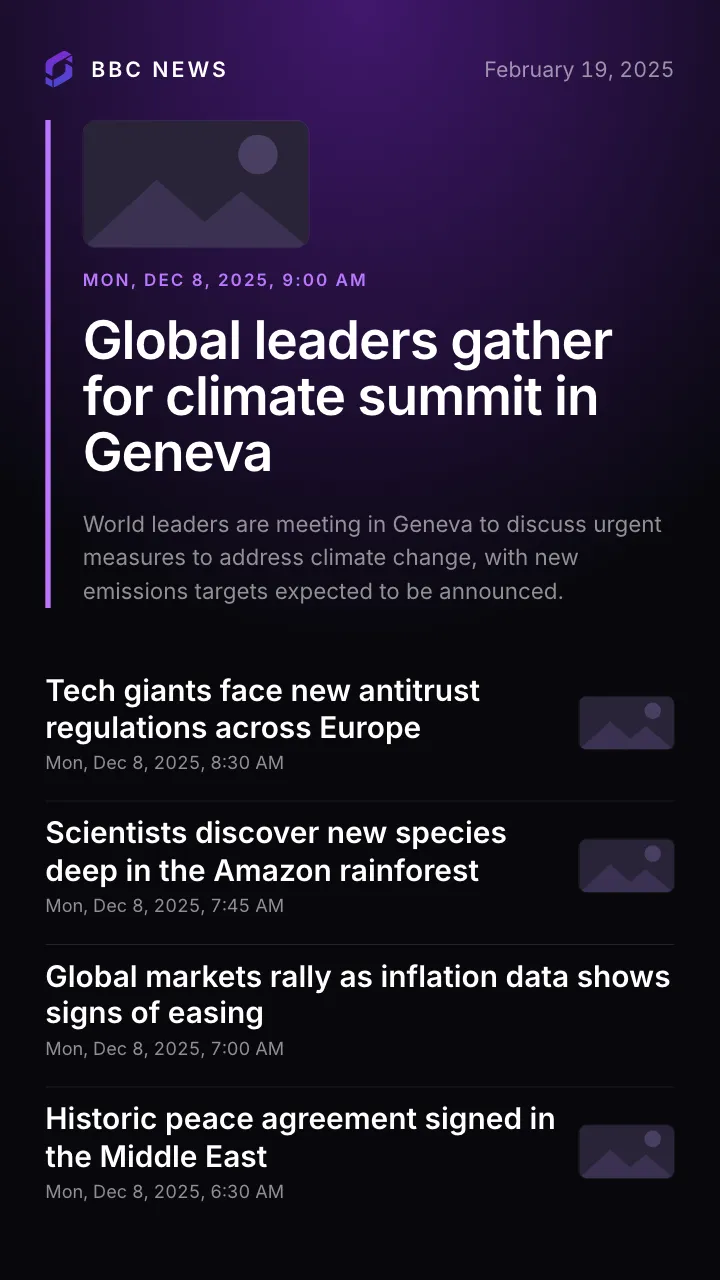 BBC NEWS
February 19, 2025
MON, DEC 8, 2025, 9:00 AM
Global leaders gather
for climate summit in
Geneva
World leaders are meeting in Geneva to discuss urgent
measures to address climate change, with new
emissions targets expected to be announced.
Tech giants face new antitrust
regulations across Europe
Mon, Dec 8, 2025, 8:30 AM
Scientists discover new species
deep in the Amazon rainforest
Mon, Dec 8, 2025, 7:45 AM
Global markets rally as inflation data shows
signs of easing
Mon, Dec 8, 2025, 7:00 AM
Historic peace agreement signed in
the Middle East
Mon, Dec 8, 2025, 6:30 AM